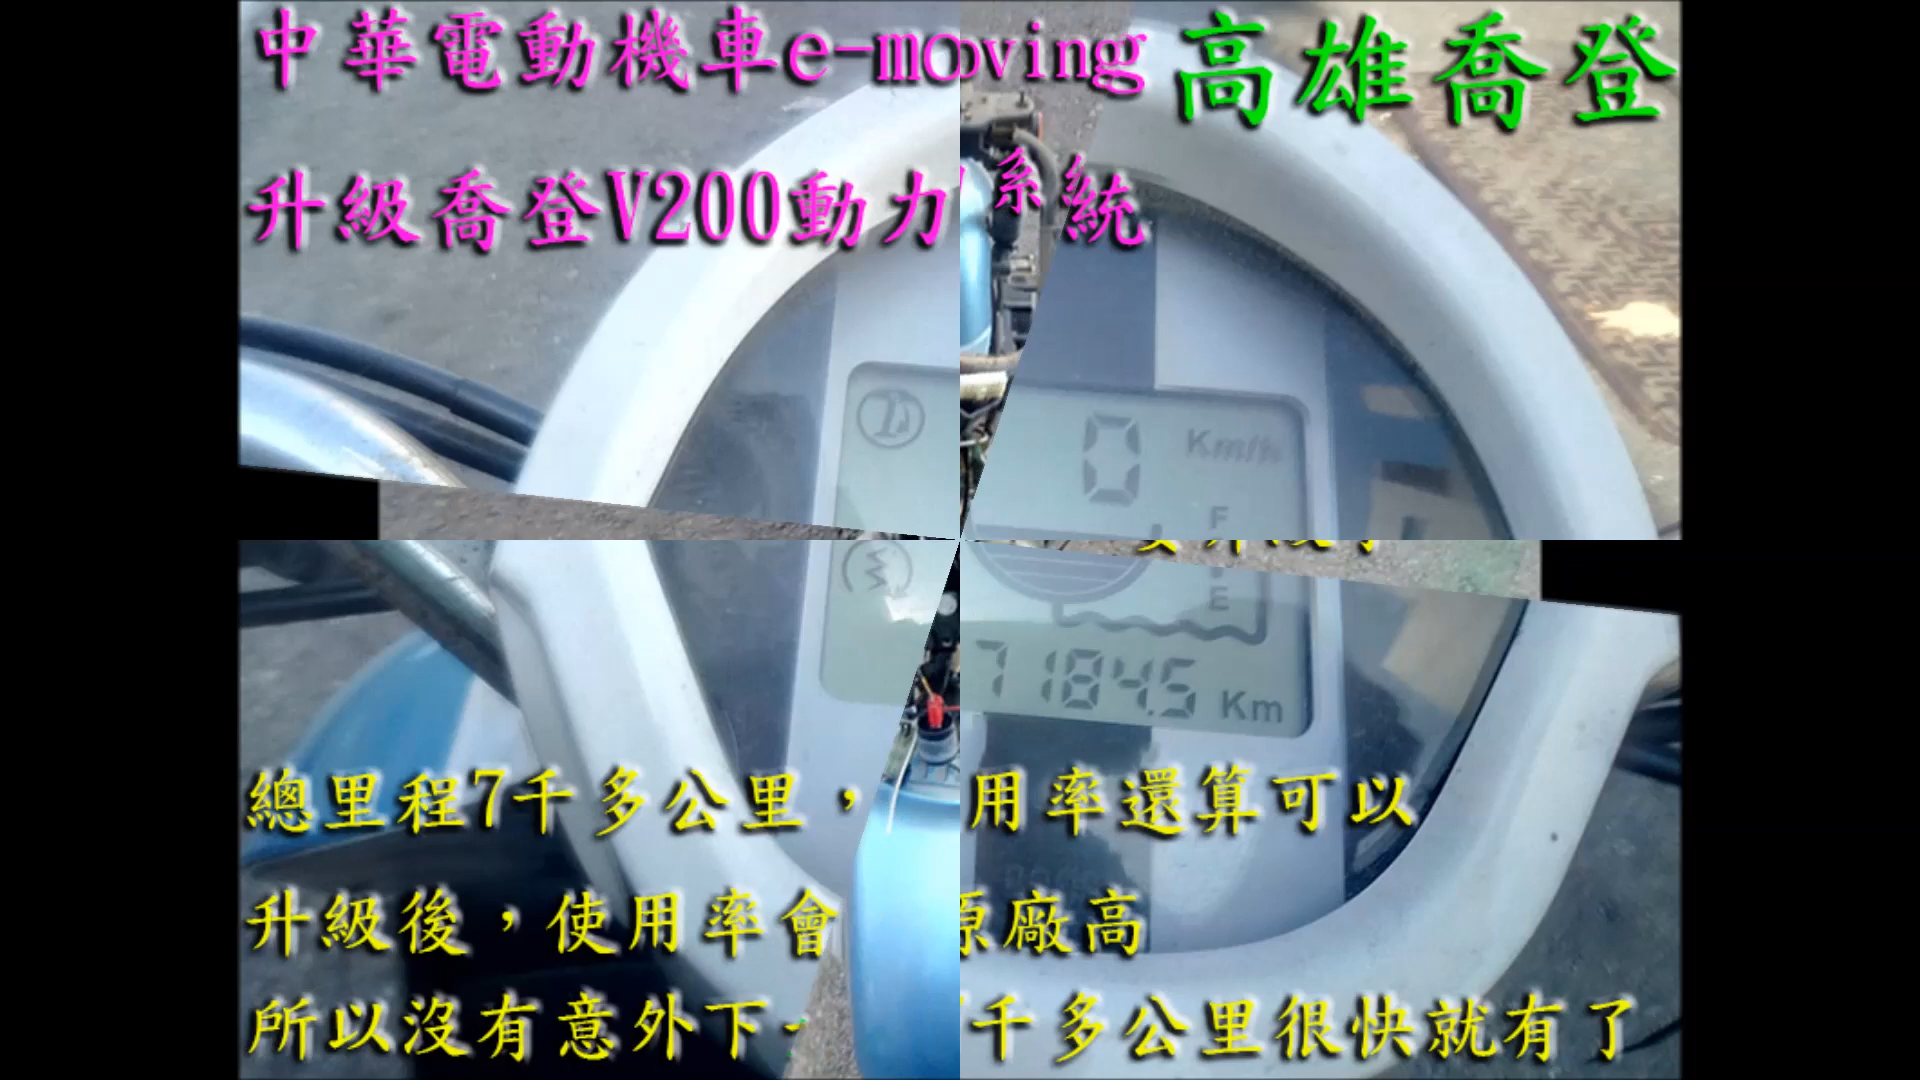 中華電動機車e-moving 高雄喬登
升級喬登V200動力系統
0 Km/h
F
E
7184.5 Km
總里程7千多公里，用率還算可以
升級後，使用率會原廠高
所以沒有意外下千多公里很快就有了